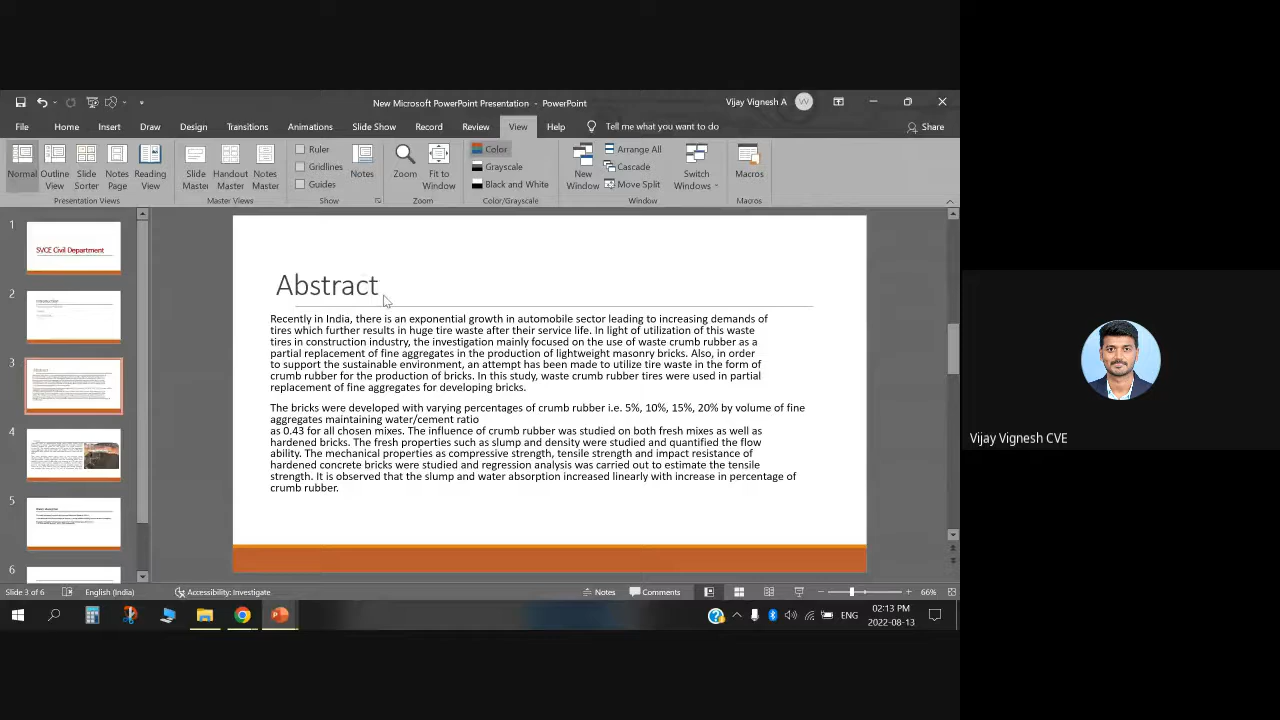 New Microsoft PowerPoint Presentation - PowerPoint
Vijay Vignesh A
VV
File
Home
Insert
Draw
Design
Transitions
Animations
Slide Show
Record
Review
View
Help
Tell me what you want to do
Share
Normal
Outline View
Slide Sorter
Notes Page
Reading View
Presentation Views
Slide Master
Handout Master
Notes Master
Master Views
Ruler
Gridlines
Guides
Show
Notes
Zoom
Fit to Window
Zoom
Color
Grayscale
Black and White
Color/Grayscale
New Window
Arrange All
Cascade
Move Split
Switch Windows
Window
Macros
Macros
1
SVCE Civil Department
2
3
4
5
6
Abstract
Recently in India, there is an exponential growth in automobile sector leading to increasing demands of
tires which further results in huge tire waste after their service life. In light of utilization of this waste
tires in construction industry, the investigation mainly focused on the use of waste crumb rubber as a
partial replacement of fine aggregates in the production of lightweight masonry bricks. Also, in order
to support the sustainable environment, an attempt has been made to utilize tire waste in the form of
crumb rubber for the production of bricks. In this study, waste crumb rubber tires were used in partial
replacement of fine aggregates for developing bricks.
The bricks were developed with varying percentages of crumb rubber i.e. 5%, 10%, 15%, 20% by volume of fine
aggregates maintaining water/cement ratio
as 0.43 for all chosen mixes. The influence of crumb rubber was studied on both fresh mixes as well as
hardened bricks. The fresh properties such as slump and density were studied and quantified the flow
ability. The mechanical properties as compressive strength, tensile strength and impact resistance of
hardened concrete bricks were studied and regression analysis was carried out to estimate the tensile
strength. It is observed that the slump and water absorption increased linearly with increase in percentage of
crumb rubber.
Vijay Vignesh CVE
Slide 3 of 6
English (India)
Accessibility: Investigate
Notes
Comments
66%
ENG
02:13 PM
2022-08-13